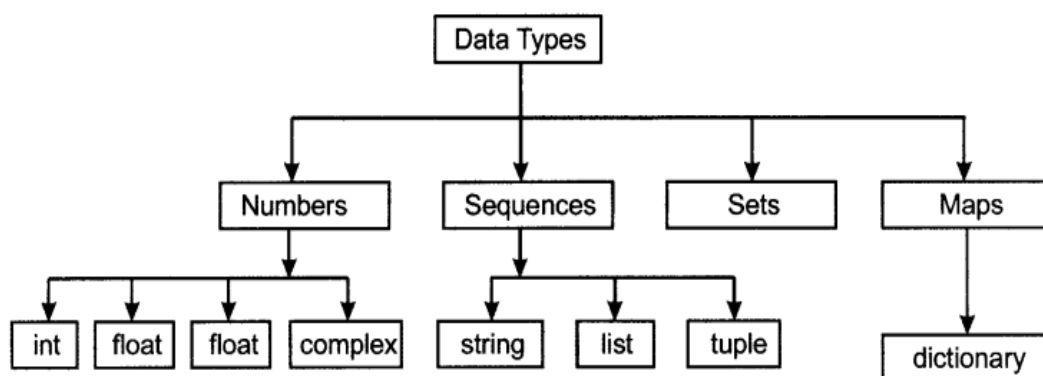 Data Types
Numbers Sequences Sets Maps
int float float complex string list tuple dictionary